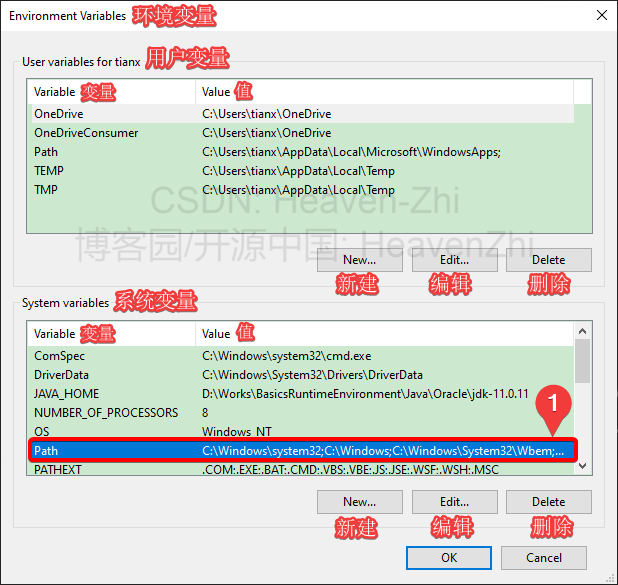 Environment Variables 环境变量
User variables for tianx 用户变量
Variable 变量 Value 值
OneDrive C:\Users\tianx\OneDrive
OneDriveConsumer C:\Users\tianx\OneDrive
Path C:\Users\tianx\AppData\Local\Microsoft\WindowsApps;
TEMP C:\Users\tianx\AppData\Local\Temp
TMP C:\Users\tianx\AppData\Local\Temp
CSDN: Heaven-Zhi
博客园/开源中国: HeavenZhi
New... Edit... Delete
新建 编辑 删除
System variables 系统变量
Variable 变量 Value 值
ComSpec C:\Windows\system32\cmd.exe
DriverData C:\Windows\System32\Drivers\DriverData
JAVA_HOME D:\Works\BasicsRuntimeEnvironment\Java\Oracle\jdk-11.0.11
NUMBER_OF_PROCESSORS 8
OS Windows_NT
1
Path C:\Windows\system32;C:\Windows;C:\Windows\System32\Wbem;...
PATHEXT .COM;.EXE;.BAT;.CMD;.VBS;.VBE;.JS;.JSE;.WSF;.WSH;.MSC
New... Edit... Delete
新建 编辑 删除
OK Cancel